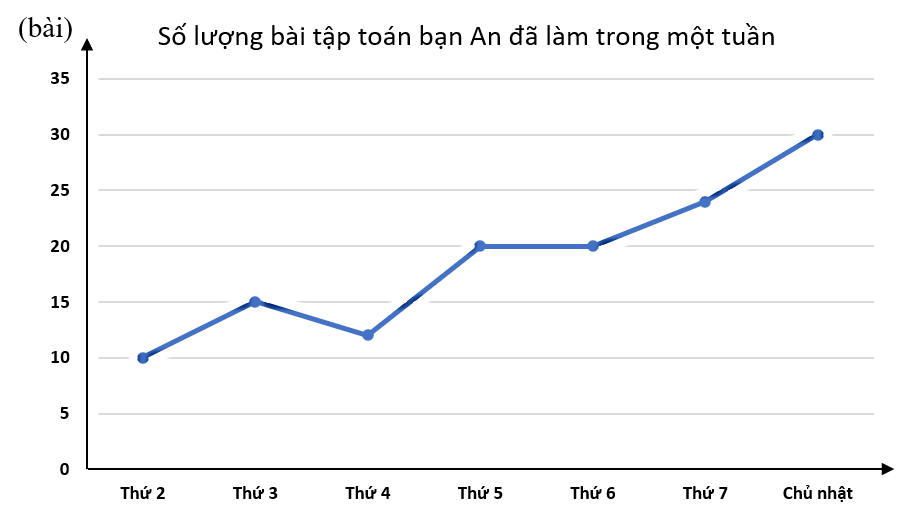 (bài)
Số lượng bài tập toán bạn An đã làm trong một tuần
35
30
25
20
15
10
5
0
Thứ 2 Thứ 3 Thứ 4 Thứ 5 Thứ 6 Thứ 7 Chủ nhật